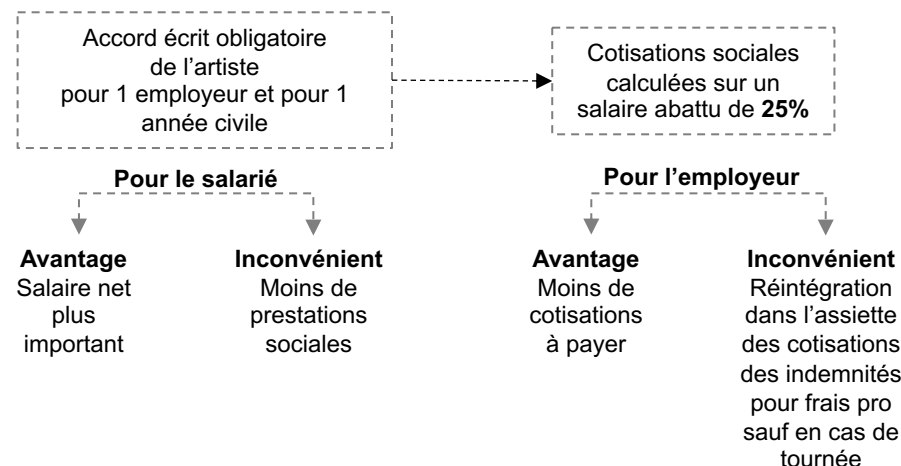 Accord écrit obligatoire
de l’artiste
pour 1 employeur et pour 1
année civile
Cotisations sociales
calculées sur un
salaire abattu de 25%
Pour le salarié
Avantage
Salaire net
plus
important
Inconvénient
Moins de
prestations
sociales
Pour l’employeur
Avantage
Moins de
cotisations
à payer
Inconvénient
Réintégration
dans l’assiette
des cotisations
des indemnités
pour frais pro
sauf en cas de
tournée